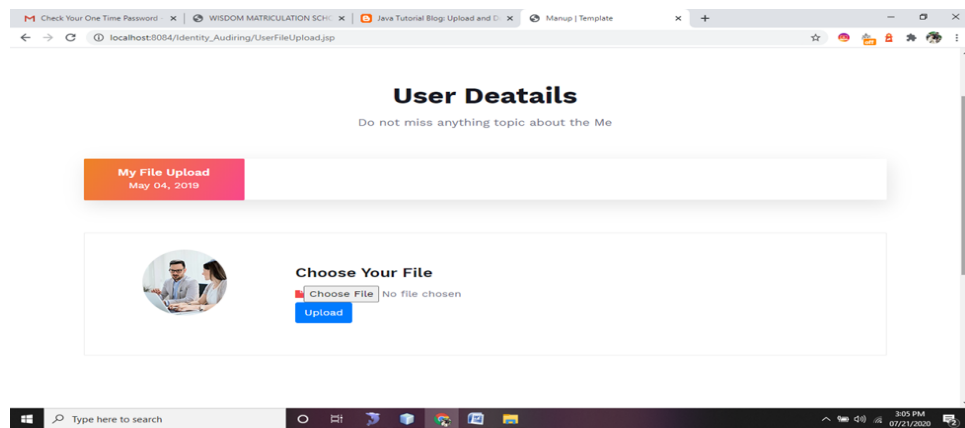 Check Your One Time Password -
WISDOM MATRICULATION SCHO
Java Tutorial Blog: Upload and D
Manup | Template
localhost:8084/Identity_Audiring/UserFileUpload.jsp
User Deatails
Do not miss anything topic about the Me
My File Upload
May 04, 2019
Choose Your File
Choose File No file chosen
Upload
Type here to search
3:05 PM
07/21/2020